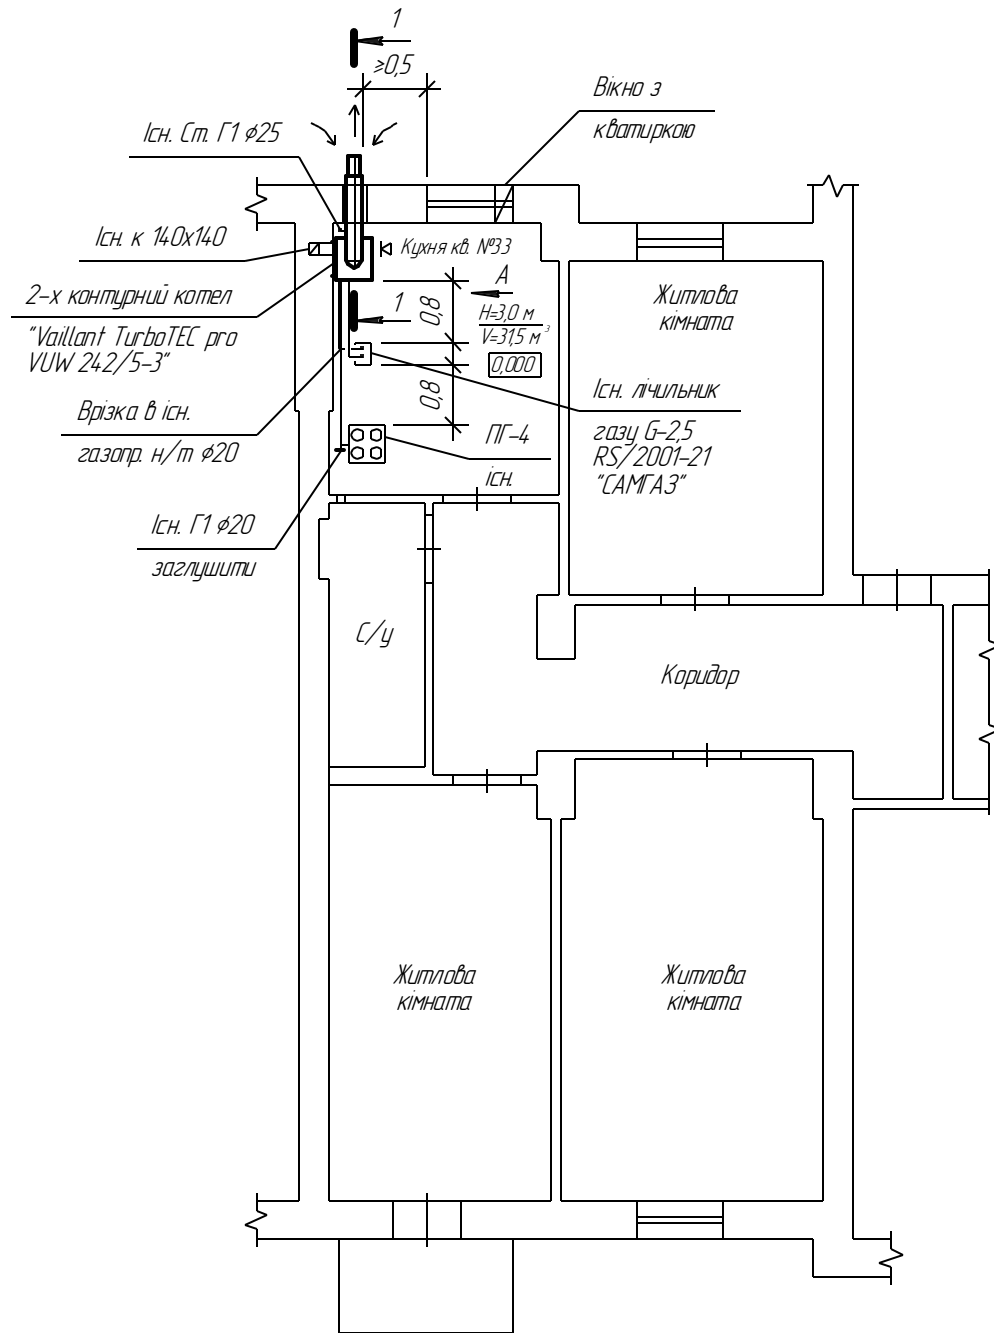 1
≥0,5
Вікно з
кватиркою
Існ. Ст. Г1 ϕ25
Існ. к 140х140
Кухня кв. №33
2-х контурний котел
"Vaillant TurboTEC pro
VUW 242/5-3"
А
0,8
1
Н=3,0 м
V=31,5 м³
0,000
Житлова
кімната
Врізка в існ.
газопр. н/т ϕ20
0,8
ПГ-4
існ.
Існ. лічильник
газу G-2,5
RS/2001-21
"САМГАЗ"
Існ. Г1 ϕ20
заглушити
С/у
Коридор
Житлова
кімната
Житлова
кімната